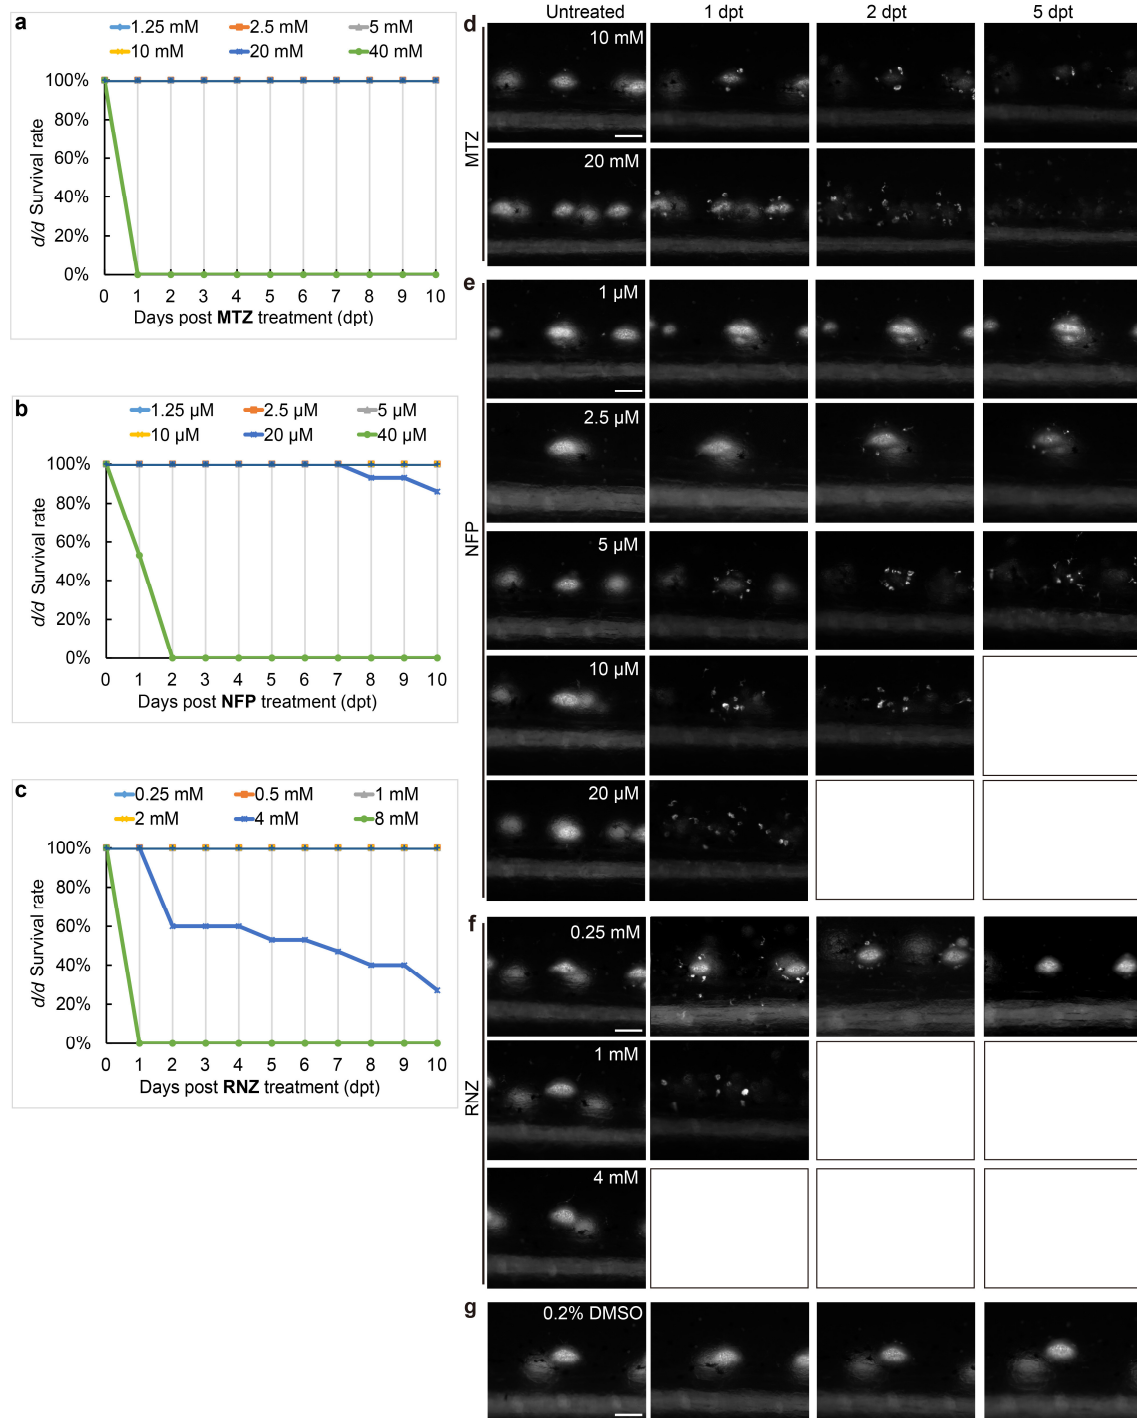 a
1.25 mM 2.5 mM 5 mM
10 mM 20 mM 40 mM
100%
80%
60%
40%
20%
0%
d/d Survival rate
0 1 2 3 4 5 6 7 8 9 10
Days post MTZ treatment (dpt)
b
1.25 µM 2.5 µM 5 µM
10 µM 20 µM 40 µM
100%
80%
60%
40%
20%
0%
d/d Survival rate
0 1 2 3 4 5 6 7 8 9 10
Days post NFP treatment (dpt)
c
0.25 mM 0.5 mM 1 mM
2 mM 4 mM 8 mM
100%
80%
60%
40%
20%
0%
d/d Survival rate
0 1 2 3 4 5 6 7 8 9 10
Days post RNZ treatment (dpt)
Untreated 1 dpt 2 dpt 5 dpt
d
MTZ
10 mM
20 mM
e
NFP
1 µM
2.5 µM
5 µM
10 µM
20 µM
f
RNZ
0.25 mM
1 mM
4 mM
g
0.2% DMSO